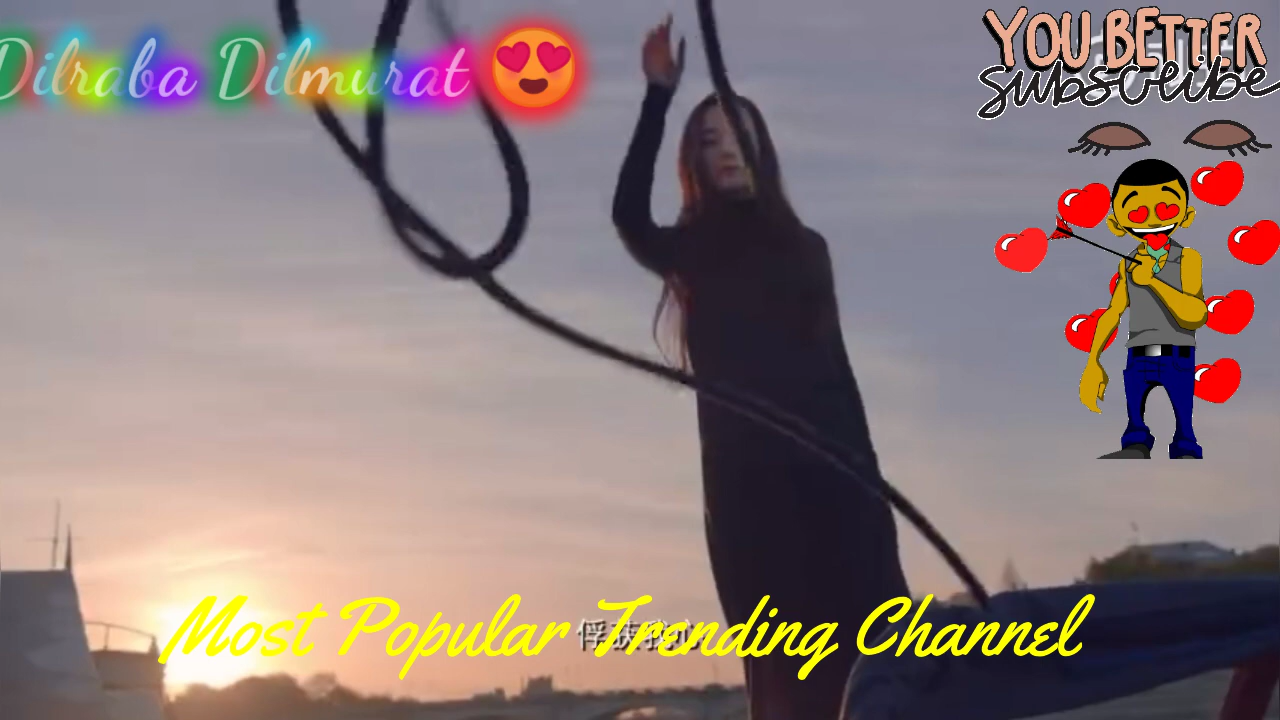 Dilraba Dilmurat 😍
YOU BETTER
subscribe
Most Popular Trending Channel